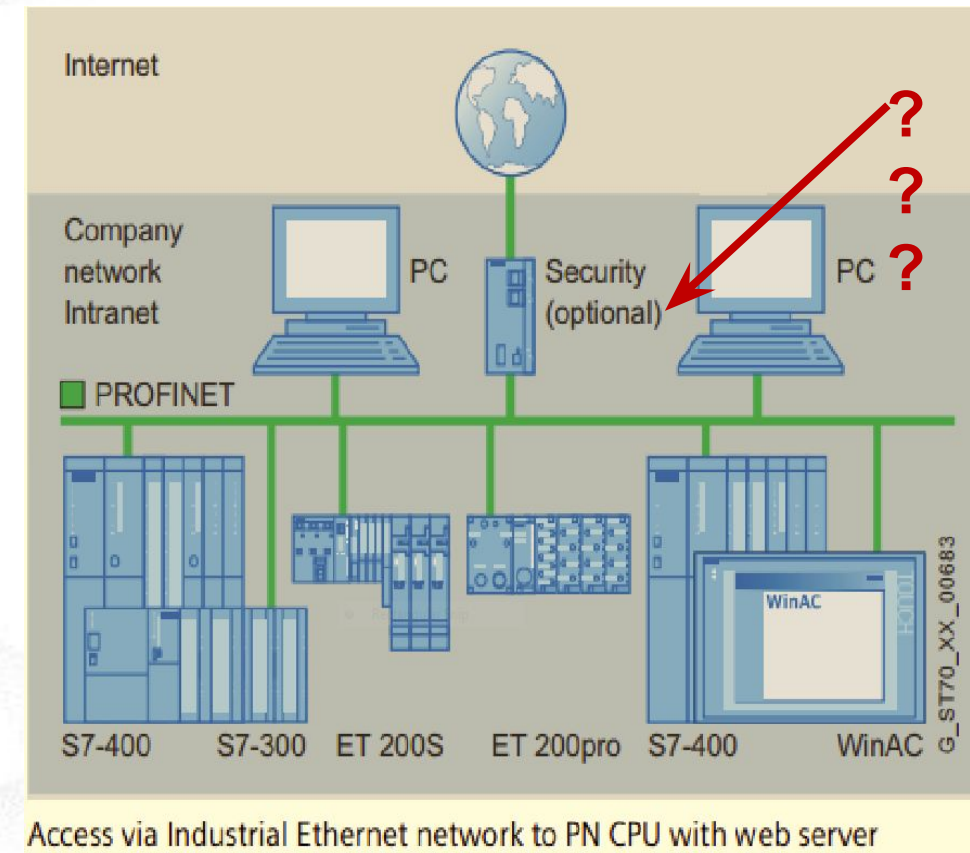 Internet
?
?
?
Company
network
Intranet
PC
Security
(optional)
PC
PROFINET
WinAC
TOUCH
S7-400
S7-300
ET 200S
ET 200pro
S7-400
WinAC
G_ST70_XX_00683
Access via Industrial Ethernet network to PN CPU with web server